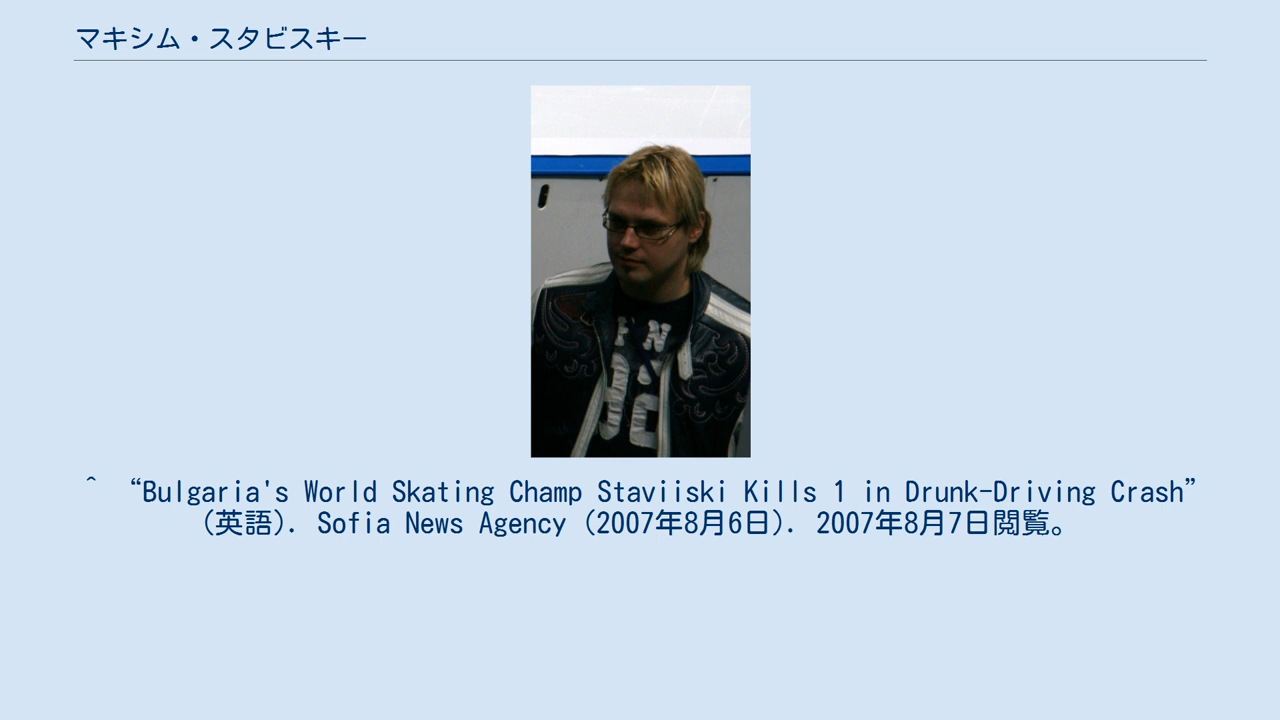 マキシム・スタビスキー
^ “Bulgaria's World Skating Champ Staviiski Kills 1 in Drunk-Driving Crash”
(英語). Sofia News Agency (2007年8月6日). 2007年8月7日閲覧。